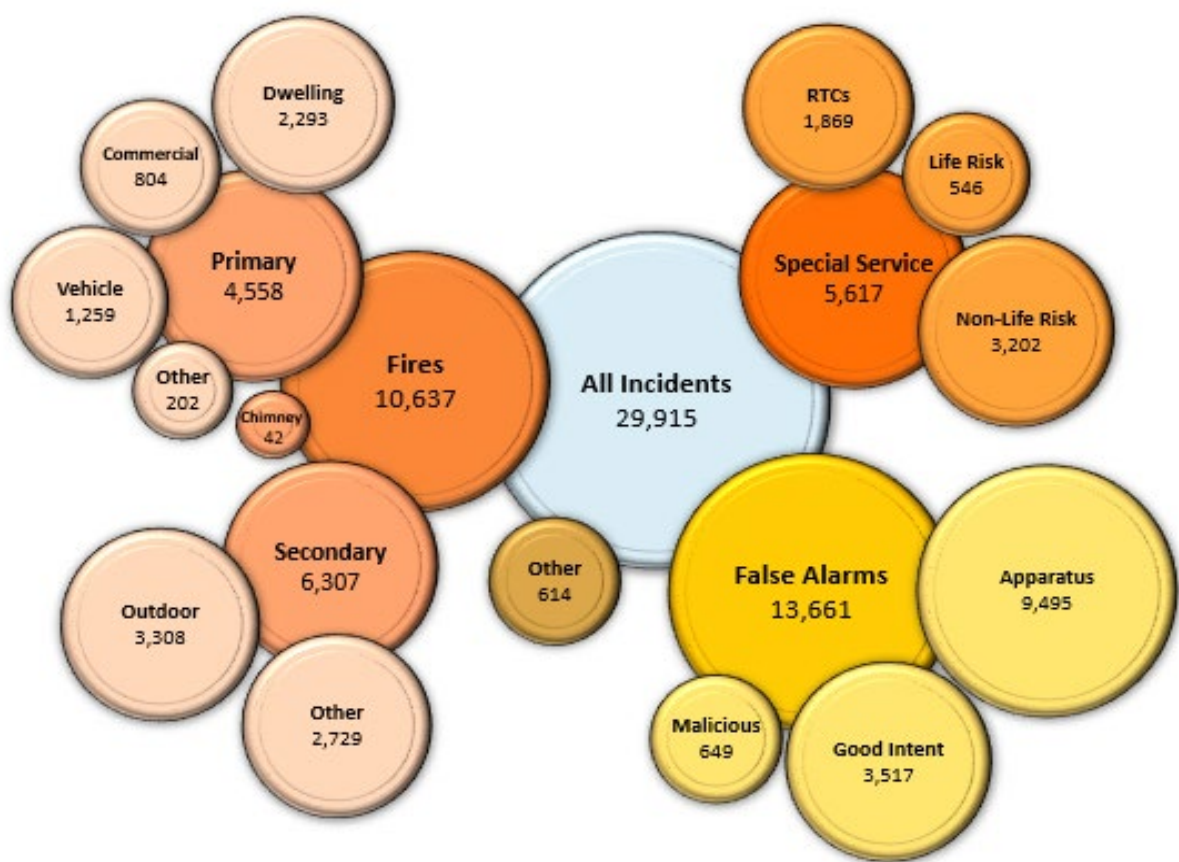 Dwelling
2,293
Commercial
804
Primary
4,558
Vehicle
1,259
Other
202
Chimney
42
Fires
10,637
All Incidents
29,915
RTCs
1,869
Life Risk
546
Special Service
5,617
Non-Life Risk
3,202
Secondary
6,307
Outdoor
3,308
Other
2,729
Other
614
False Alarms
13,661
Apparatus
9,495
Malicious
649
Good Intent
3,517